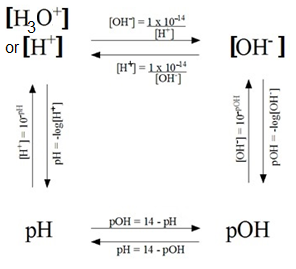 [H₃O⁺]
or [H⁺]
[OH⁻] = 1 x 10⁻¹⁴
[H⁺]
[H⁺] = 1 x 10⁻¹⁴
[OH⁻]
[OH⁻]
[H⁺] = 10⁻ᵖᴴ
pH = -log[H⁺]
[OH⁻] = 10⁻ᵖᴼᴴ
pOH = -log[OH⁻]
pH
pOH = 14 - pH
pH = 14 - pOH
pOH